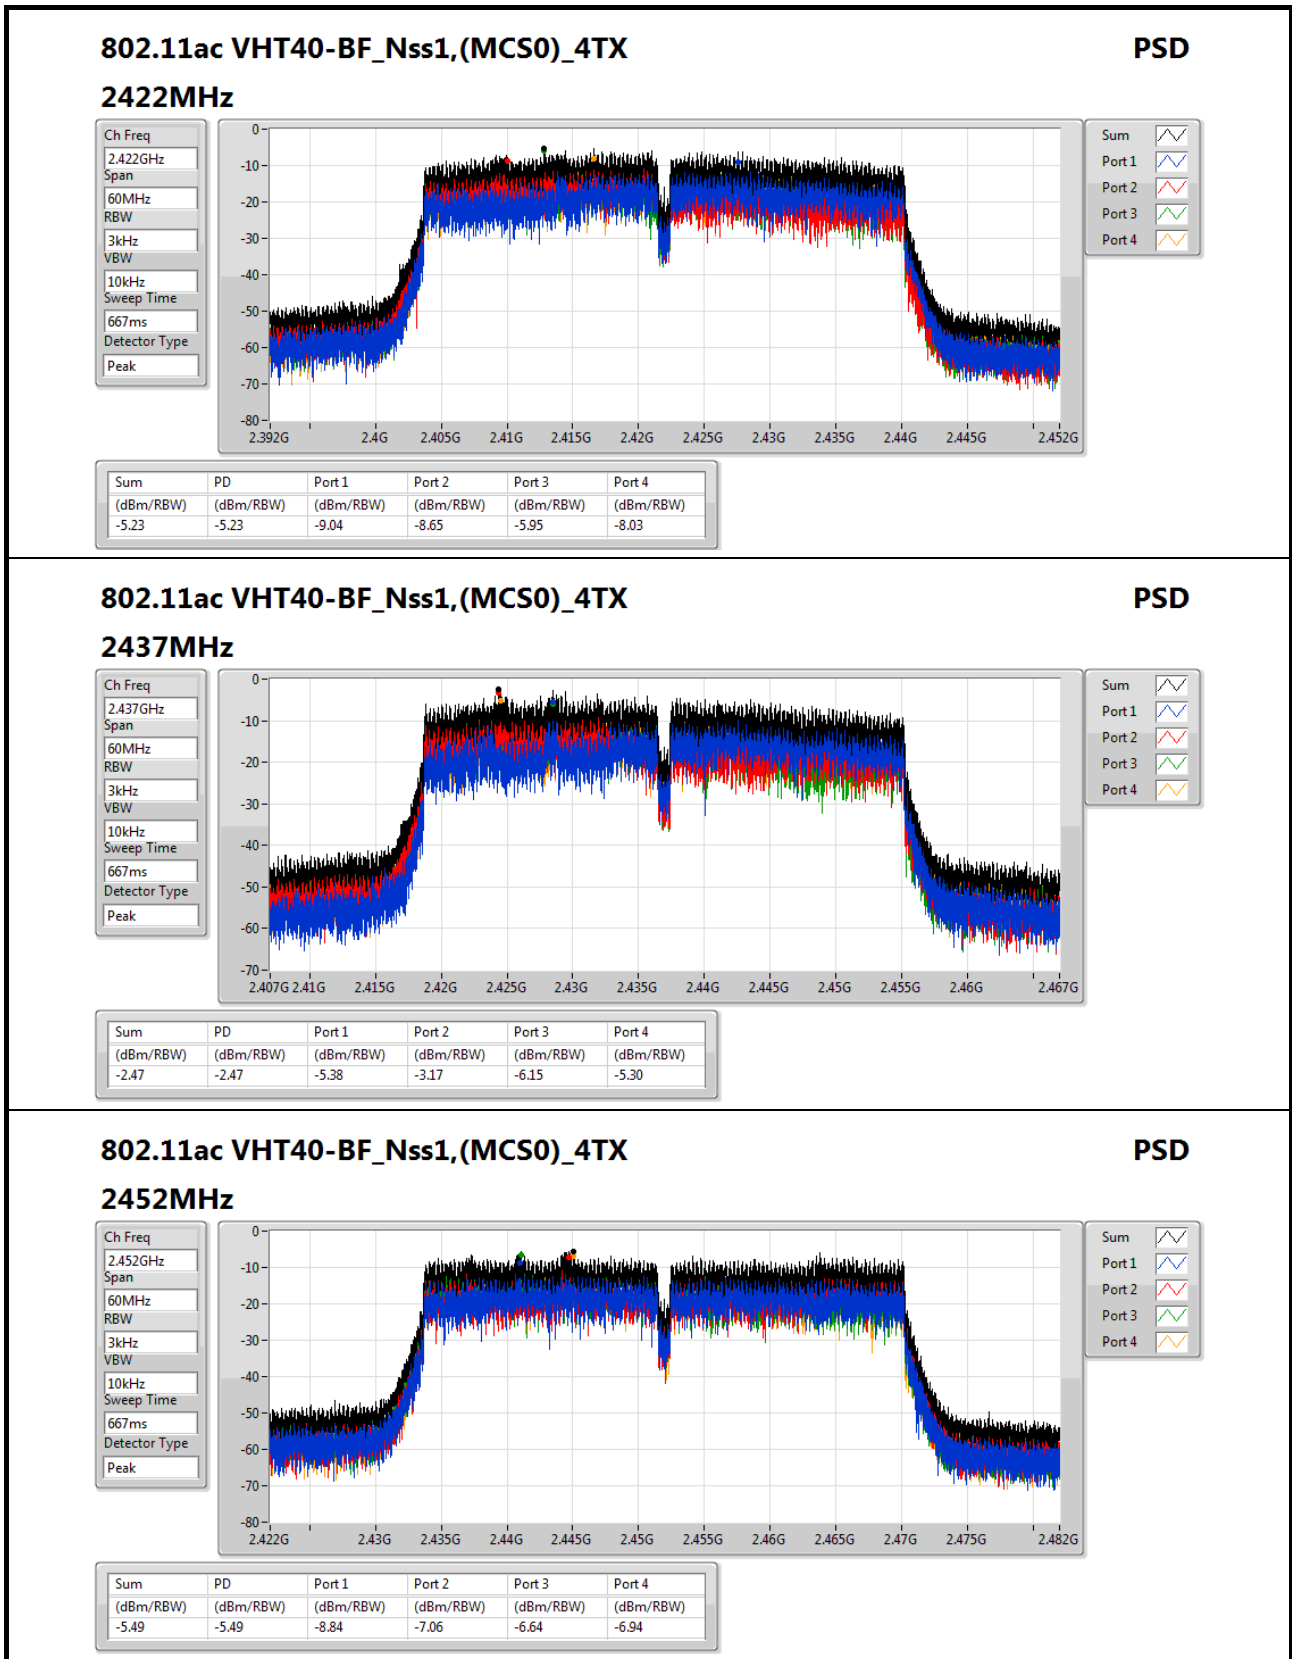 802.11ac VHT40-BF_Nss1,(MCS0)_4TX PSD
2422MHz
Ch Freq
2.422GHz
Span
60MHz
RBW
3kHz
VBW
10kHz
Sweep Time
667ms
Detector Type
Peak
0
-10
-20
-30
-40
-50
-60
-70
-80
2.392G 2.4G 2.405G 2.41G 2.415G 2.42G 2.425G 2.43G 2.435G 2.44G 2.445G 2.452G
Sum
Port 1
Port 2
Port 3
Port 4
Sum PD Port 1 Port 2 Port 3 Port 4
(dBm/RBW) (dBm/RBW) (dBm/RBW) (dBm/RBW) (dBm/RBW) (dBm/RBW)
-5.23 -5.23 -9.04 -8.65 -5.95 -8.03
802.11ac VHT40-BF_Nss1,(MCS0)_4TX PSD
2437MHz
Ch Freq
2.437GHz
Span
60MHz
RBW
3kHz
VBW
10kHz
Sweep Time
667ms
Detector Type
Peak
0
-10
-20
-30
-40
-50
-60
-70
2.407G 2.41G 2.415G 2.42G 2.425G 2.43G 2.435G 2.44G 2.445G 2.45G 2.455G 2.46G 2.467G
Sum
Port 1
Port 2
Port 3
Port 4
Sum PD Port 1 Port 2 Port 3 Port 4
(dBm/RBW) (dBm/RBW) (dBm/RBW) (dBm/RBW) (dBm/RBW) (dBm/RBW)
-2.47 -2.47 -5.38 -3.17 -6.15 -5.30
802.11ac VHT40-BF_Nss1,(MCS0)_4TX PSD
2452MHz
Ch Freq
2.452GHz
Span
60MHz
RBW
3kHz
VBW
10kHz
Sweep Time
667ms
Detector Type
Peak
0
-10
-20
-30
-40
-50
-60
-70
-80
2.422G 2.43G 2.435G 2.44G 2.445G 2.45G 2.455G 2.46G 2.465G 2.47G 2.475G 2.482G
Sum
Port 1
Port 2
Port 3
Port 4
Sum PD Port 1 Port 2 Port 3 Port 4
(dBm/RBW) (dBm/RBW) (dBm/RBW) (dBm/RBW) (dBm/RBW) (dBm/RBW)
-5.49 -5.49 -8.84 -7.06 -6.64 -6.94